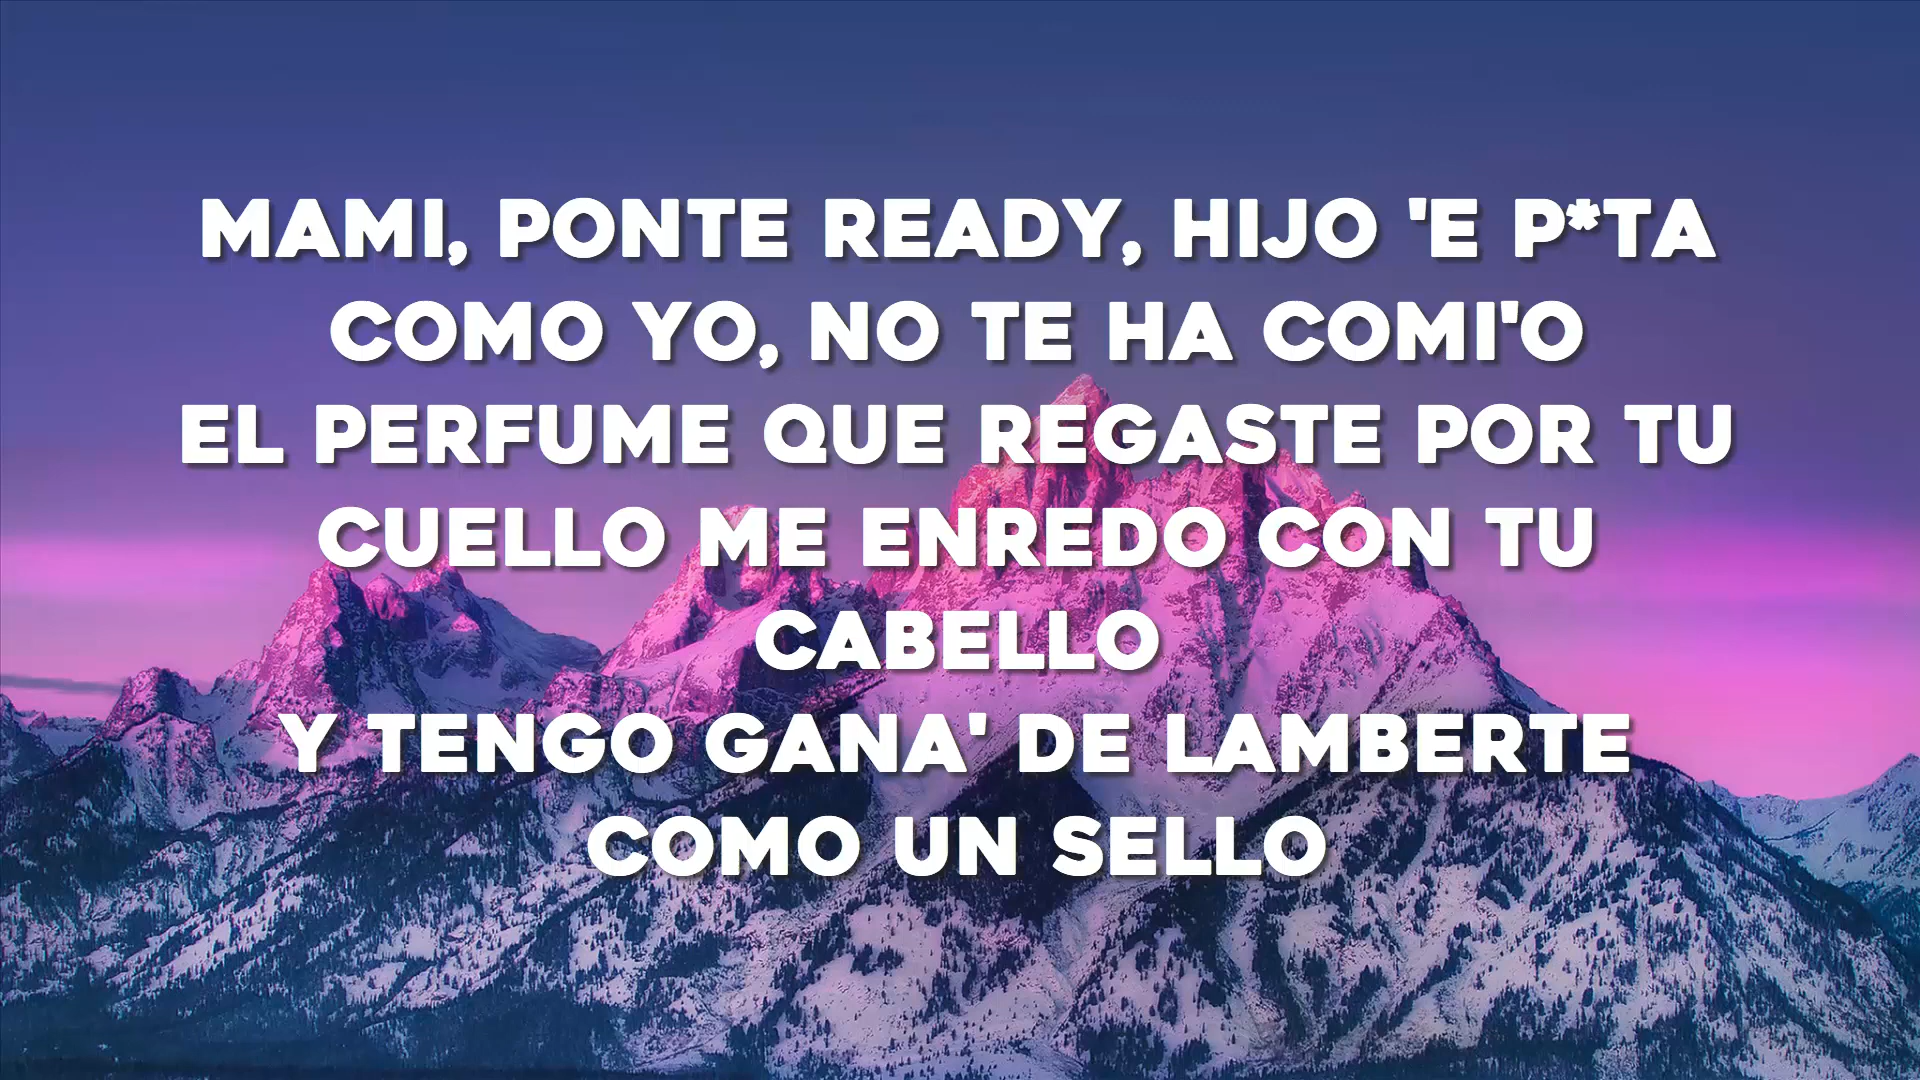 MAMI, PONTE READY, HIJO 'E P*TA
COMO YO, NO TE HA COMI'O
EL PERFUME QUE REGASTE POR TU
CUELLO ME ENREDO CON TU
CABELLO
Y TENGO GANA' DE LAMBERTE
COMO UN SELLO